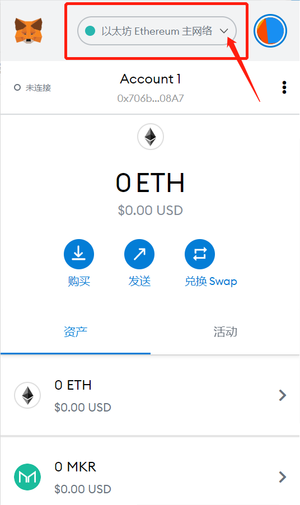 以太坊 Ethereum 主网络
未连接
Account 1
0x706b...08A7
0 ETH
$0.00 USD
购买
发送
兑换 Swap
资产
活动
0 ETH
$0.00 USD
0 MKR
$0.00 USD